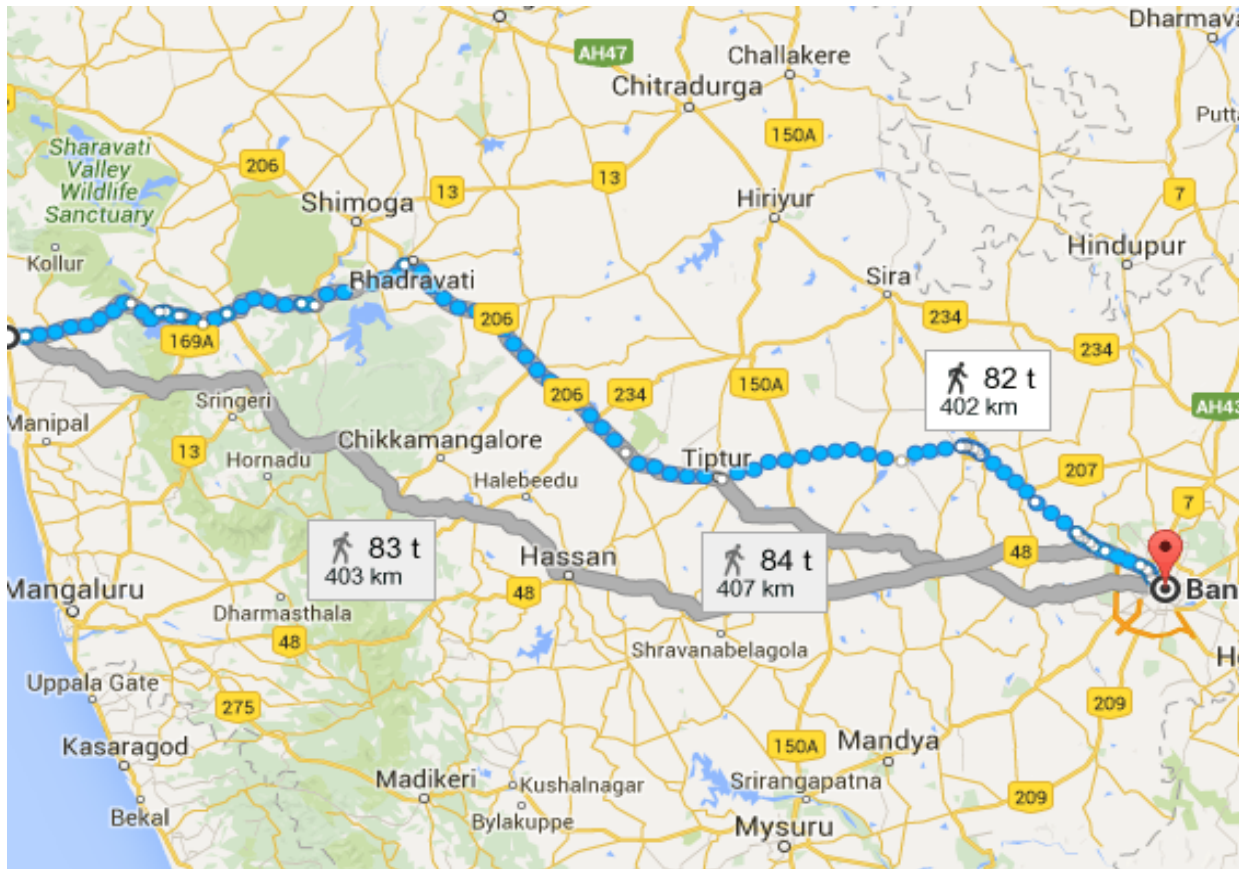 Dharmava
AH47
Challakere
Chitradurga
150A
Putta
Sharavati
Valley
Wildlife
Sanctuary
206
13
13
7
Shimoga
Hiriyur
Hindupur
Kollur
Bhadravati
Sira
206
234
234
169A
150A
82 t
402 km
206
234
AH43
Sringeri
Manipal
Chikkamangalore
13
Hornadu
Tiptur
207
Halebeedu
7
83 t
403 km
Hassan
84 t
407 km
48
Ban
Mangaluru
48
Dharmasthala
48
Shravanabelagola
He
Uppala Gate
275
209
Kasaragod
150A
Mandya
Madikeri
Kushalnagar
Srirangapatna
209
Bekal
Bylakuppe
Mysuru